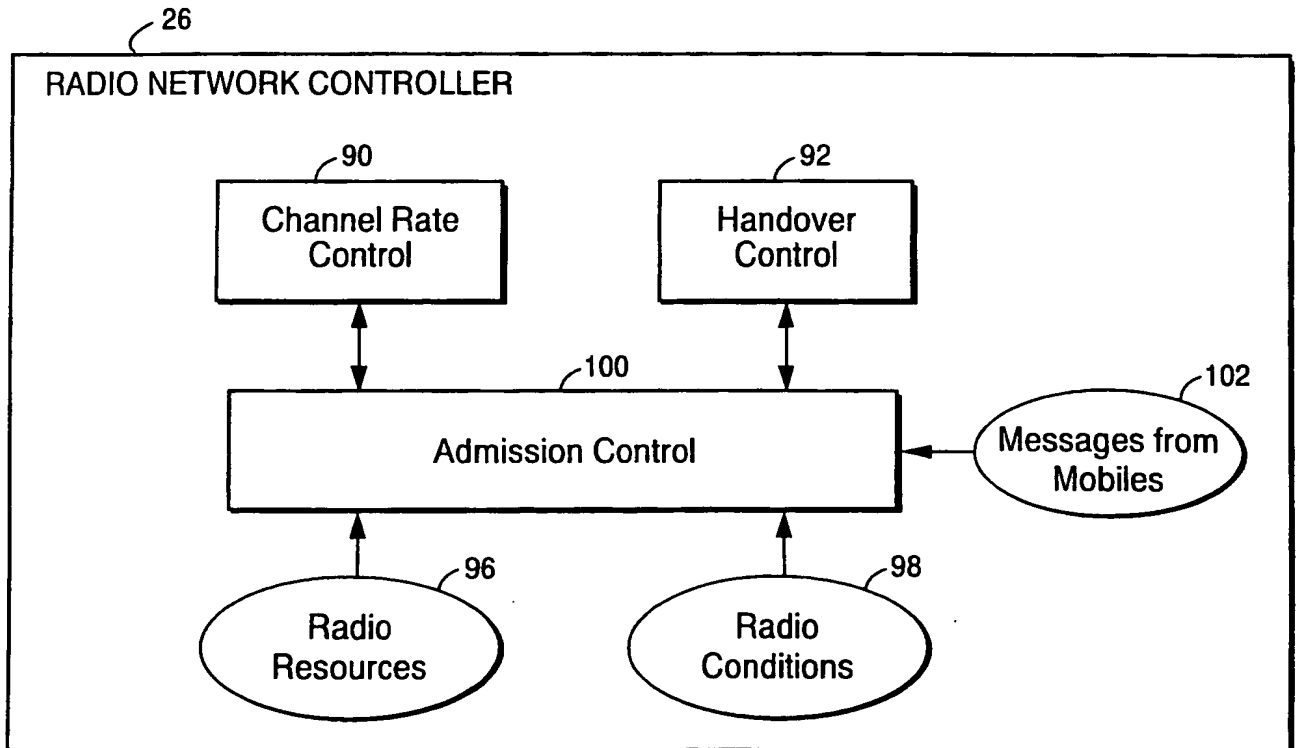 26
RADIO NETWORK CONTROLLER
90
Channel Rate
Control
92
Handover
Control
100
Admission Control
102
Messages from
Mobiles
96
Radio
Resources
98
Radio
Conditions